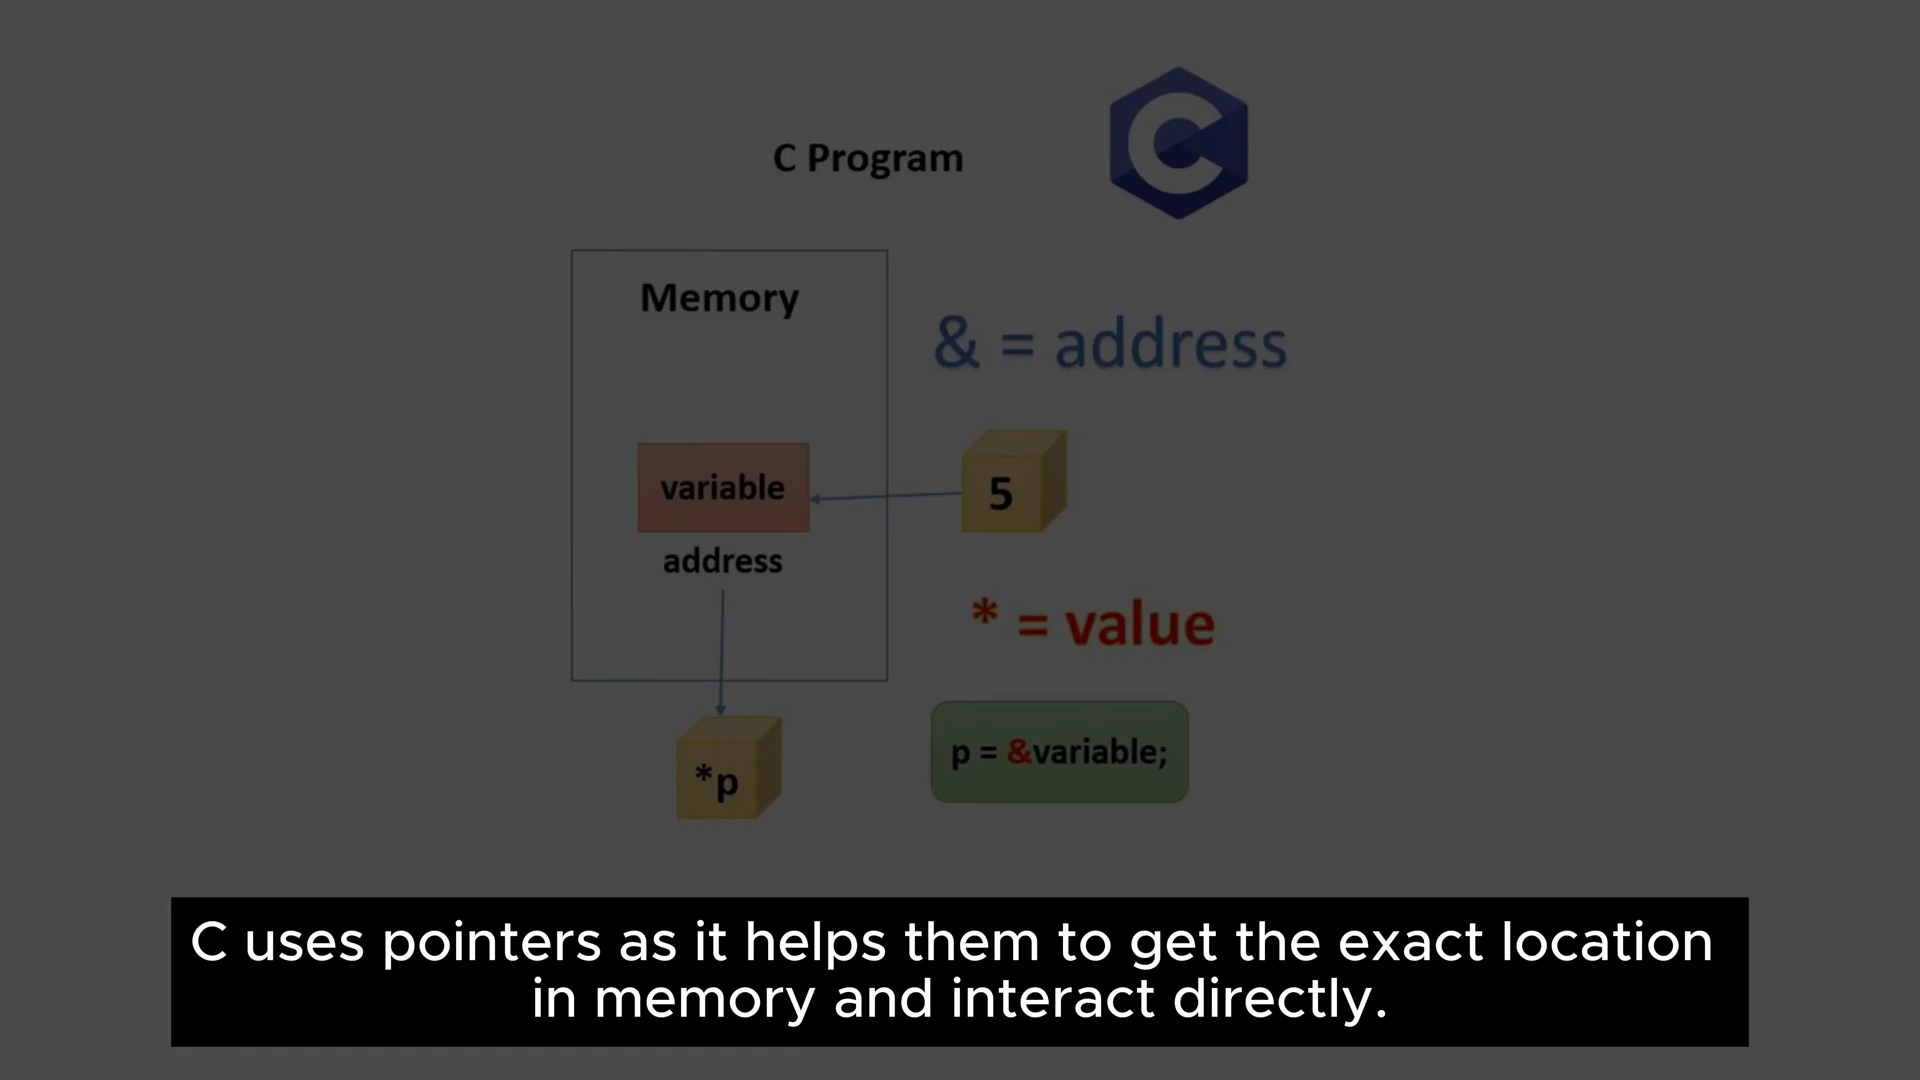 C Program
C
Memory
& = address
variable
5
address
* = value
*p
p = &variable;
C uses pointers as it helps them to get the exact location
in memory and interact directly.